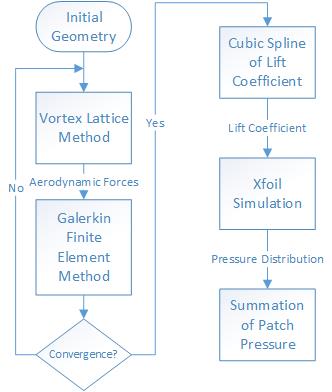 Initial
Geometry
Vortex Lattice
Method
No
Aerodynamic Forces
Galerkin
Finite
Element
Method
Convergence?
Yes
Cubic Spline
of Lift
Coefficient
Lift Coefficient
Xfoil
Simulation
Pressure Distribution
Summation
of Patch
Pressure